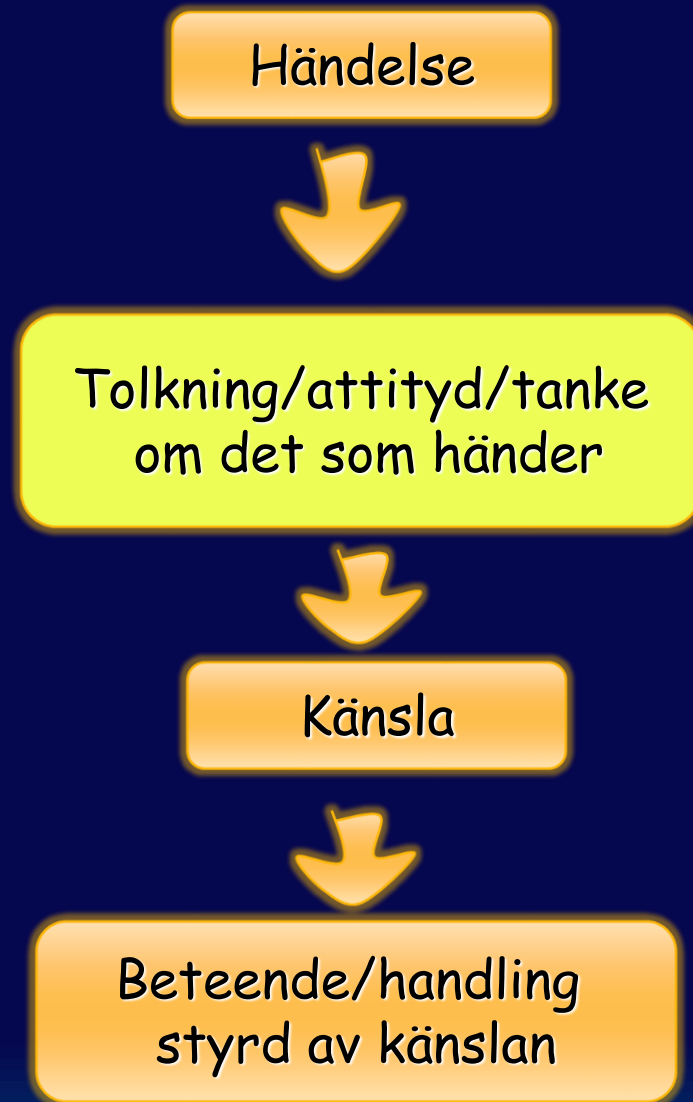 Händelse
Tolkning/attityd/tanke
om det som händer
Känsla
Beteende/handling
styrd av känslan